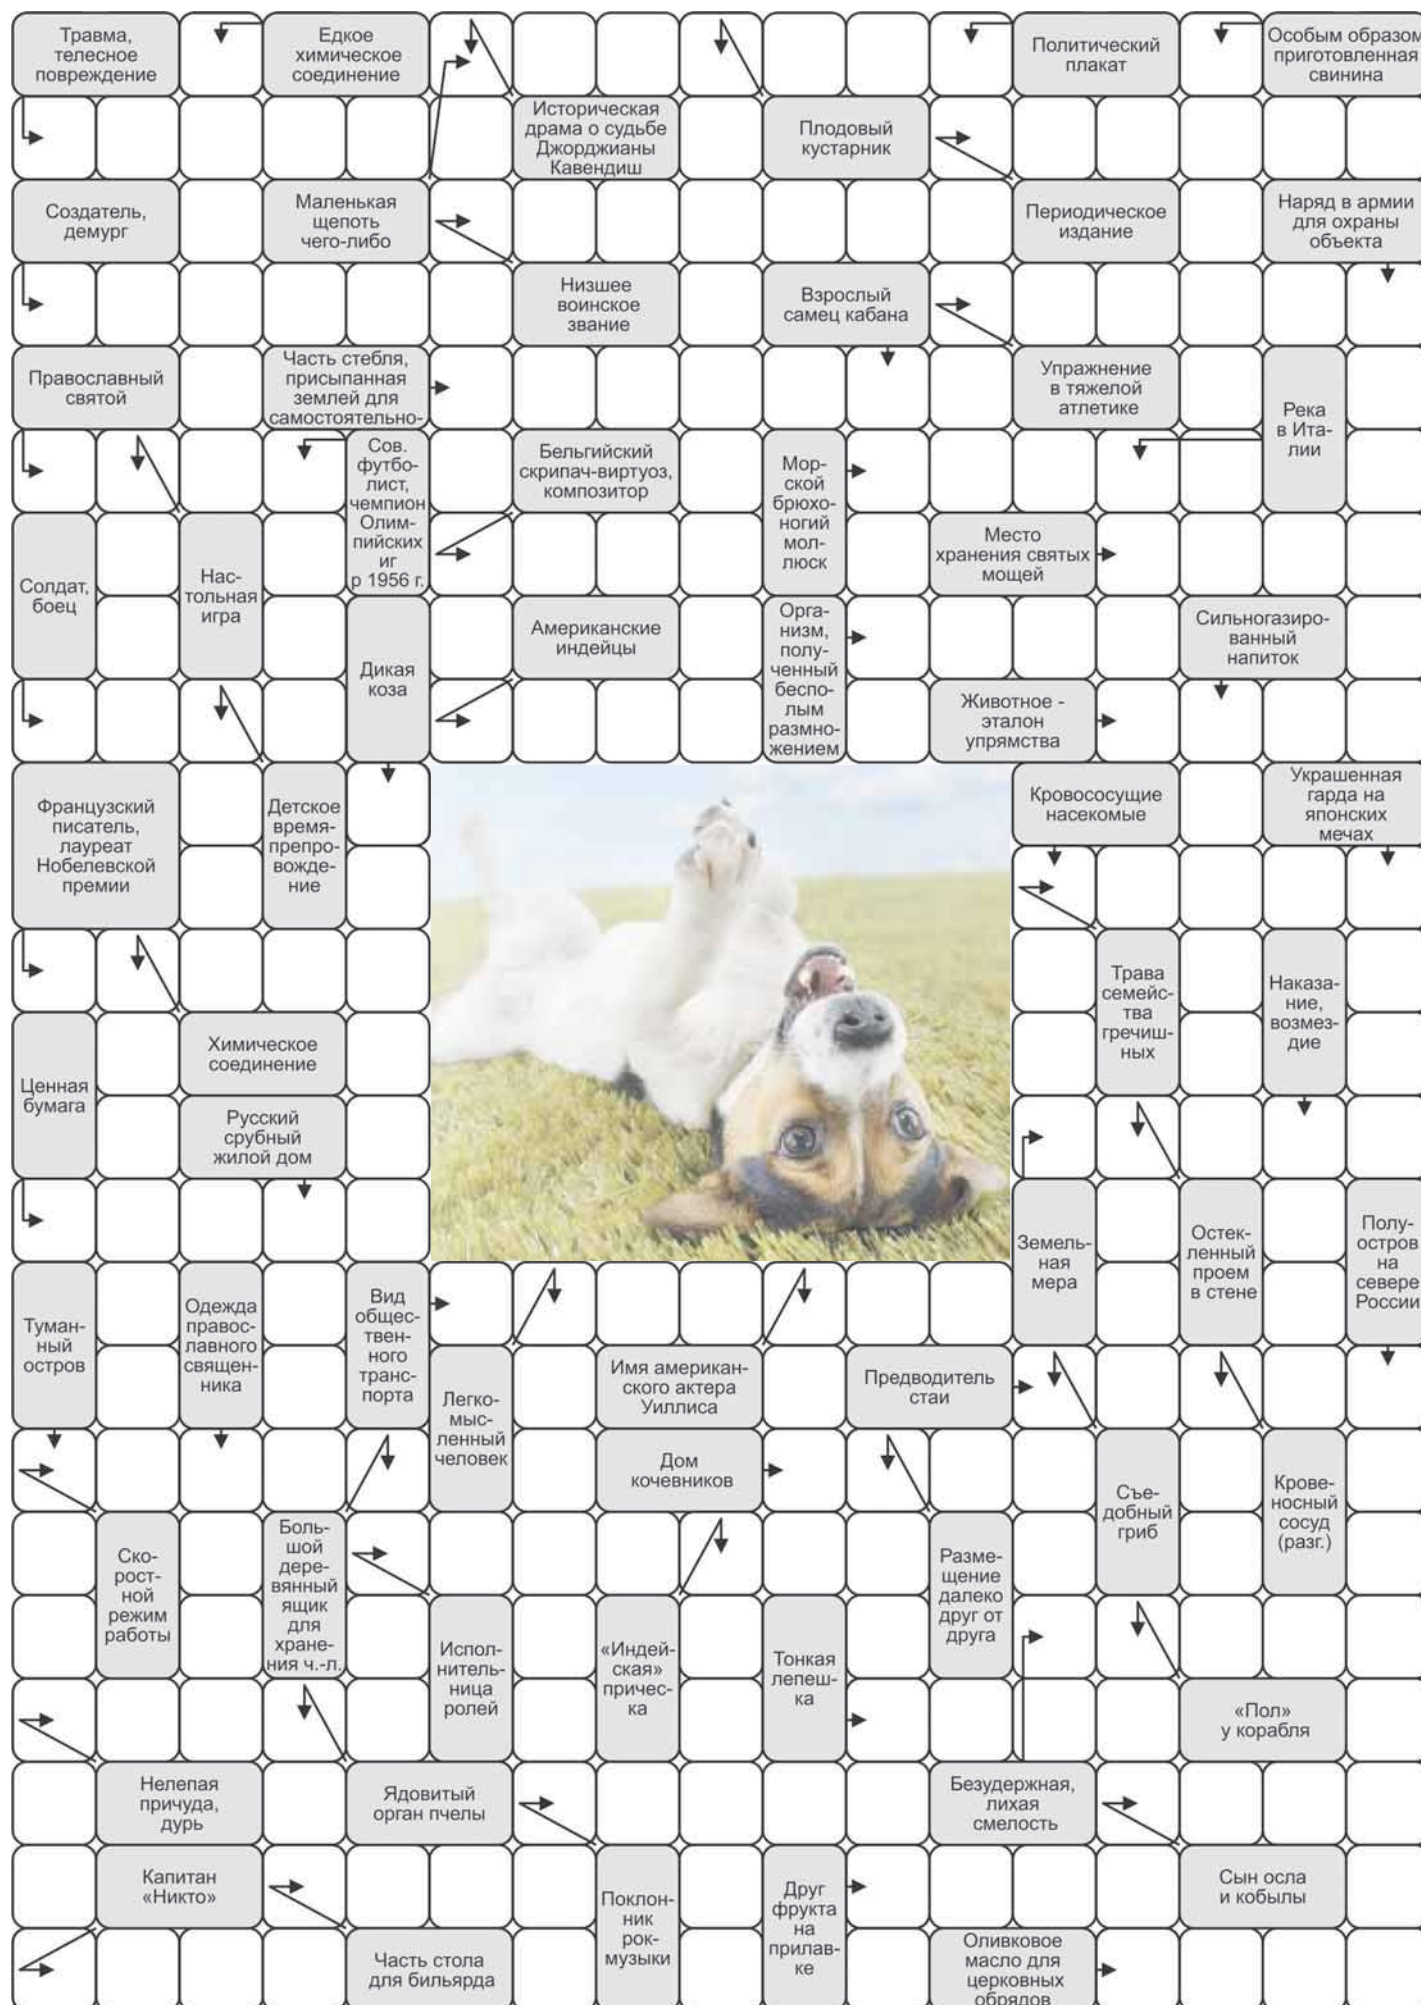 Травма,
телесное
повреждение
Едкое
химическое
соединение
Политический
плакат
Особым образом
приготовленная
свинина
Историческая
драма о судьбе
Джорджианы
Кавендиш
Плодовый
кустарник
Создатель,
демург
Маленькая
щепоть
чего-либо
Периодическое
издание
Наряд в армии
для охраны
объекта
Низшее
воинское
звание
Взрослый
самец кабана
Православный
святой
Часть стебля,
присыпанная
землей для
самостоятельно-
Упражнение
в тяжелой
атлетике
Река
в Ита-
лии
Сов.
футбо-
лист,
чемпион
Олим-
пийских
иг
р 1956 г.
Бельгийский
скрипач-виртуоз,
композитор
Мор-
ской
брюхо-
ногий
мол-
люск
Солдат,
боец
Нас-
тольная
игра
Место
хранения святых
мощей
Дикая
коза
Американские
индейцы
Орга-
низм,
полу-
ченный
беспо-
лым
размно-
жением
Сильногазиро-
ванный
напиток
Животное -
эталон
упрямства
Французский
писатель,
лауреат
Нобелевской
премии
Детское
время-
препро-
вожде-
ние
Кровососущие
насекомые
Украшенная
гарда на
японских
мечах
Трава
семейс-
тва
гречиш-
ных
Наказа-
ние,
возмез-
дие
Ценная
бумага
Химическое
соединение
Русский
срубный
жилой дом
Земель-
ная
мера
Остек-
ленный
проем
в стене
Полу-
остров
на
севере
России
Туман-
ный
остров
Одежда
правос-
лавного
священ-
ника
Вид
общес-
твен-
ного
транс-
порта
Легко-
мыс-
ленный
человек
Имя американ-
ского актера
Уиллиса
Предводитель
стаи
Дом
кочевников
Съе-
добный
гриб
Крове-
носный
сосуд
(разг.)
Ско-
рост-
ной
режим
работы
Боль-
шой
дере-
вянный
ящик
для
хране-
ния ч.-л.
Разме-
щение
далеко
друг от
друга
Испол-
нитель-
ница
ролей
«Индей-
ская»
причес-
ка
Тонкая
лепеш-
ка
«Пол»
у корабля
Нелепая
причуда,
дурь
Ядовитый
орган пчелы
Безудержная,
лихая
смелость
Капитан
«Никто»
Поклон-
ник
рок-
музыки
Друг
фрукта
на
прилав-
ке
Сын осла
и кобылы
Часть стола
для бильярда
Оливковое
масло для
церковных
обрядов